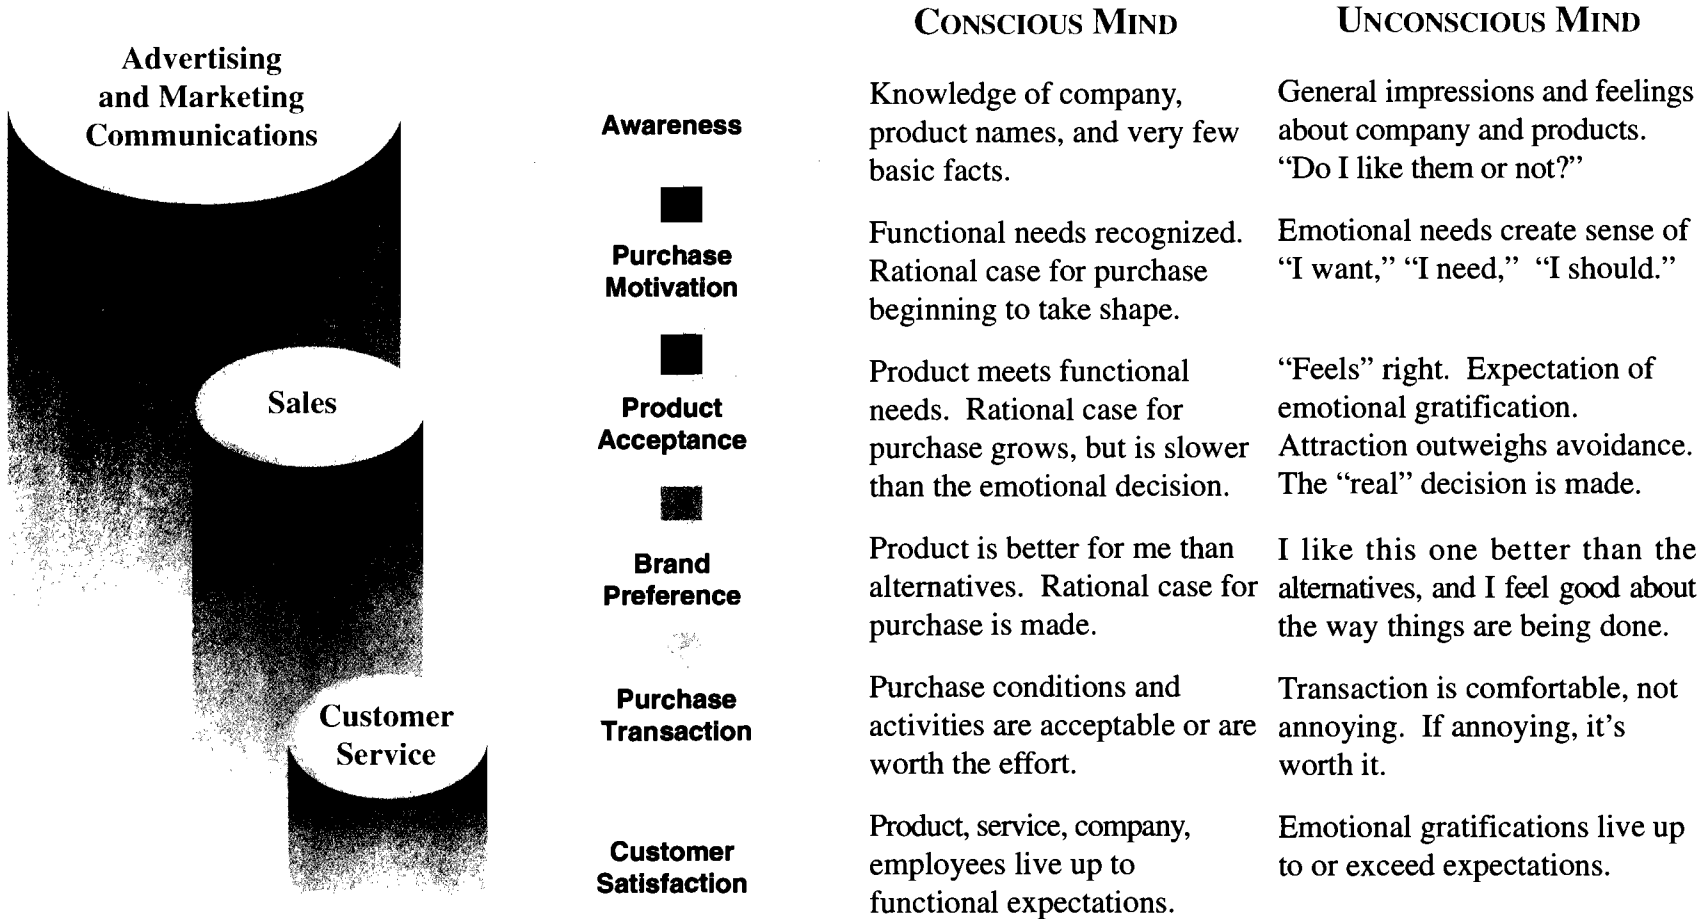 CONSCIOUS MIND
UNCONSCIOUS MIND
Advertising
and Marketing
Communications
Awareness
Knowledge of company,
product names, and very few
basic facts.
General impressions and feelings
about company and products.
“Do I like them or not?”
Purchase
Motivation
Functional needs recognized.
Rational case for purchase
beginning to take shape.
Emotional needs create sense of
“I want,” “I need,” “I should.”
Sales
Product
Acceptance
Product meets functional
needs. Rational case for
purchase grows, but is slower
than the emotional decision.
“Feels” right. Expectation of
emotional gratification.
Attraction outweighs avoidance.
The “real” decision is made.
Brand
Preference
Product is better for me than
alternatives. Rational case for
purchase is made.
I like this one better than the
alternatives, and I feel good about
the way things are being done.
Customer
Service
Purchase
Transaction
Purchase conditions and
activities are acceptable or are
worth the effort.
Transaction is comfortable, not
annoying. If annoying, it's
worth it.
Customer
Satisfaction
Product, service, company,
employees live up to
functional expectations.
Emotional gratifications live up
to or exceed expectations.